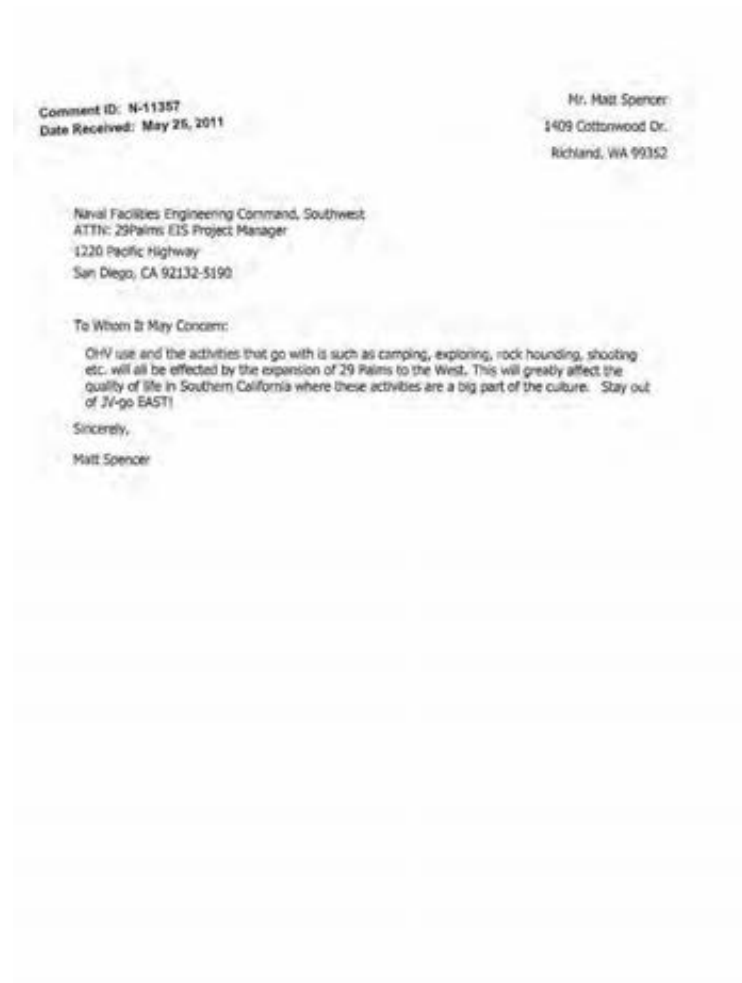 Comment ID: N-11357
Date Received: May 25, 2011
Mr. Matt Spencer
1409 Cottonwood Dr.
Richland, WA 99352
Naval Facilities Engineering Command, Southwest
ATTN: 29Palms EIS Project Manager
1220 Pacific Highway
San Diego, CA 92132-5190
To Whom It May Concern:
OHV use and the activities that go with is such as camping, exploring, rock hounding, shooting
etc. will all be effected by the expansion of 29 Palms to the West. This will greatly affect the
quality of life in Southern California where these activities are a big part of the culture. Stay out
of JV-go EAST!
Sincerely,
Matt Spencer